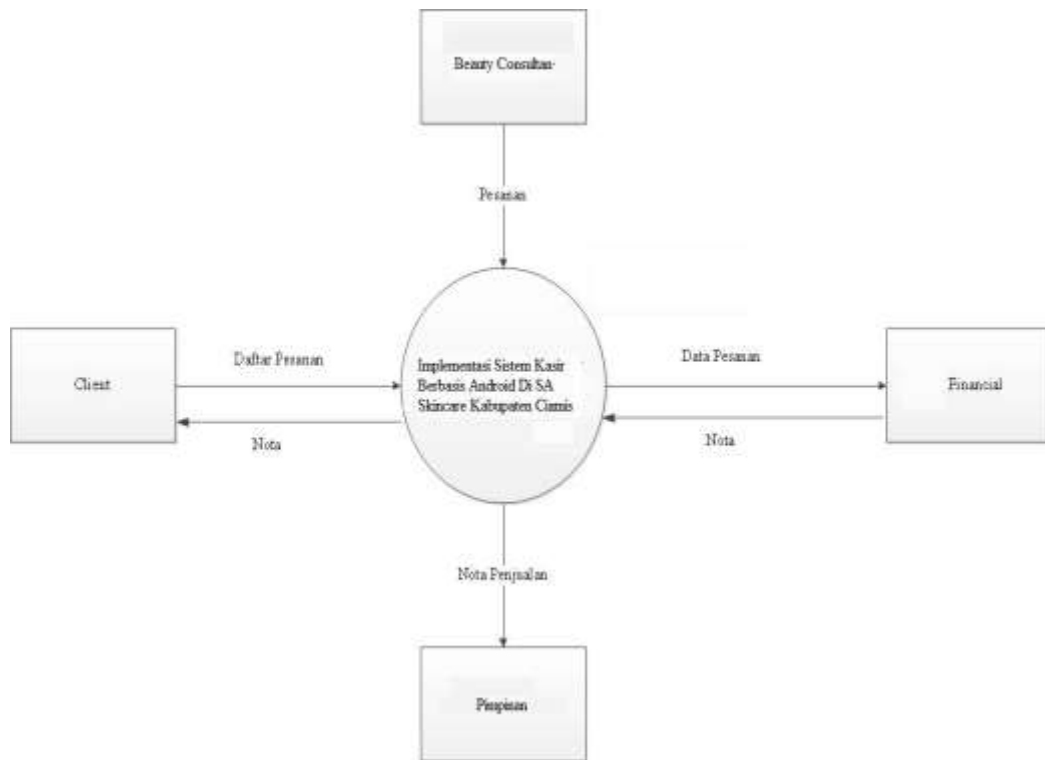 Beauty Consultan
Pesanan
Daftar Pesanan
Data Pesanan
Client
Implementasi Sistem Kasir
Berbasis Android Di SA
Skincare Kabupaten Ciamis
Financial
Nota
Nota
Nota Penjualan
Pimpinan